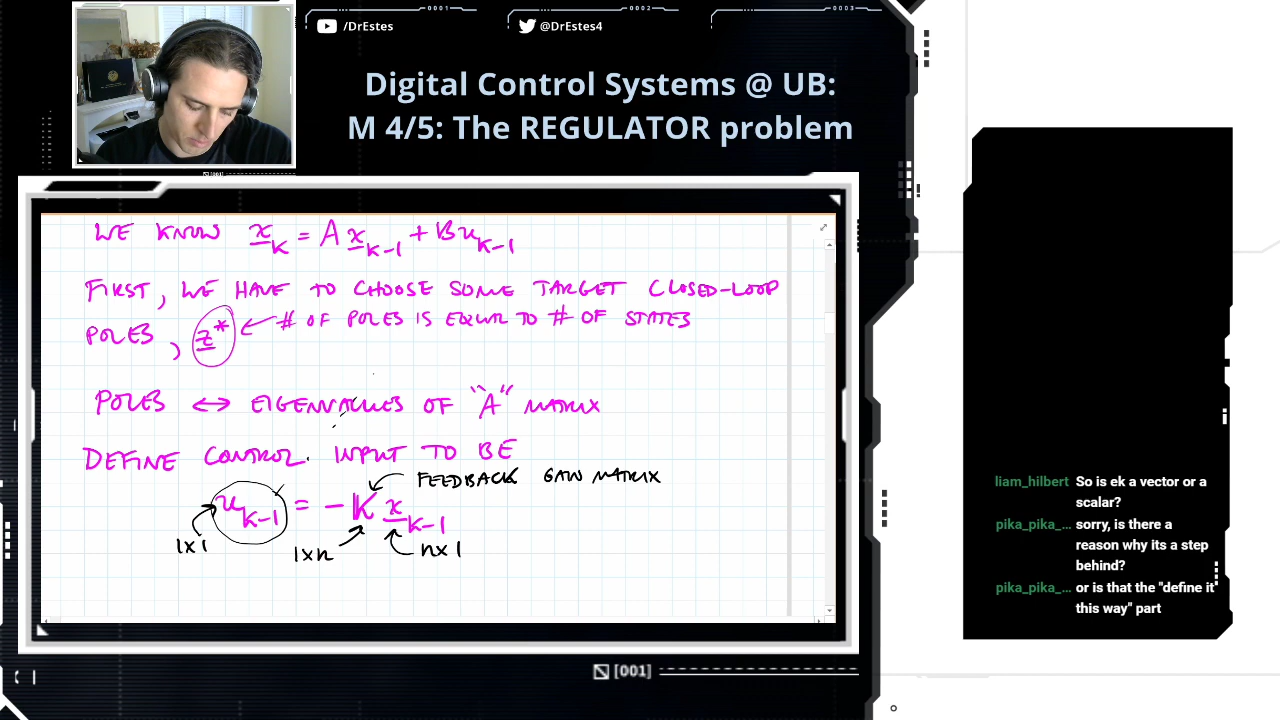 0001
0002
0003
/DrEstes
@DrEstes4
Digital Control Systems @ UB:
M 4/5: The REGULATOR problem
[001]
WE KNOW x_k = A x_k-1 + B u_k-1
FIRST, WE HAVE TO CHOOSE SOME TARGET CLOSED-LOOP
POLES, z* ← # OF POLES IS EQUAL TO # OF STATES
POLES ↔ EIGENVALUES OF "A" MATRIX
DEFINE CONTROL INPUT TO BE
FEEDBACK GAIN MATRIX
u_k-1 = -K x_k-1
1x1 1xn nx1
liam_hilbert So is ek a vector or a
scalar?
pika_pika_... sorry, is there a
reason why its a step
behind?
pika_pika_... or is that the "define it
this way" part
[001]